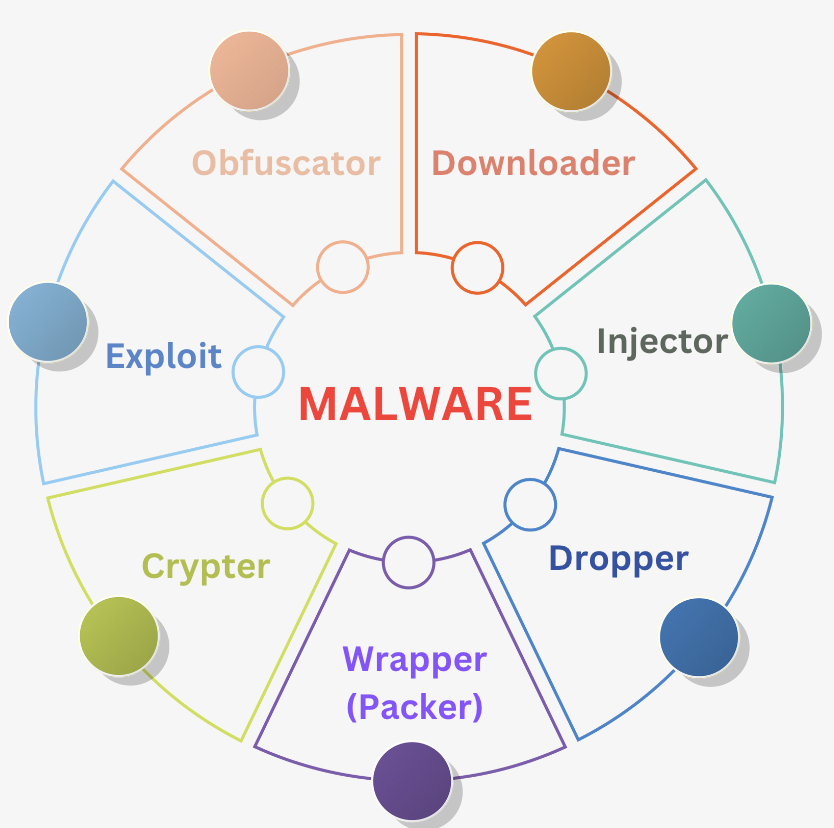 Obfuscator
Downloader
Injector
Exploit
MALWARE
Dropper
Crypter
Wrapper
(Packer)